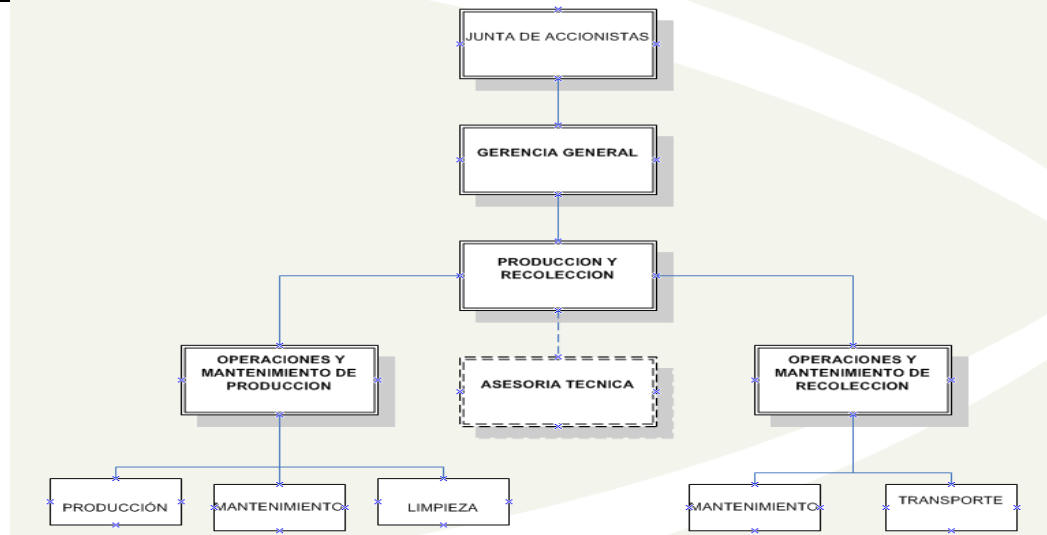 JUNTA DE ACCIONISTAS
GERENCIA GENERAL
PRODUCCION Y
RECOLECCION
OPERACIONES Y
MANTENIMIENTO DE
PRODUCCION
ASESORIA TECNICA
OPERACIONES Y
MANTENIMIENTO DE
RECOLECCION
PRODUCCIÓN
MANTENIMIENTO
LIMPIEZA
MANTENIMIENTO
TRANSPORTE